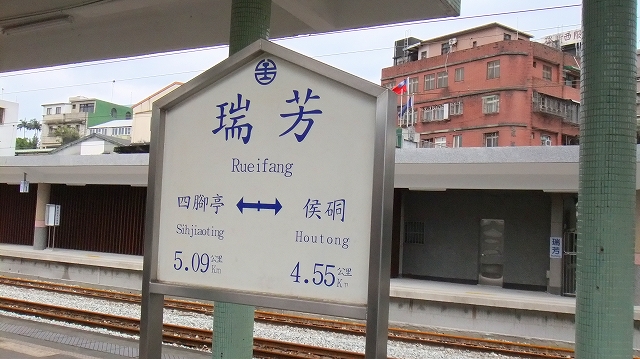 瑞芳
Rueifang
四腳亭 侯硐
Sihjiaoting Houtong
5.09公里Km 4.55公里Km
瑞芳